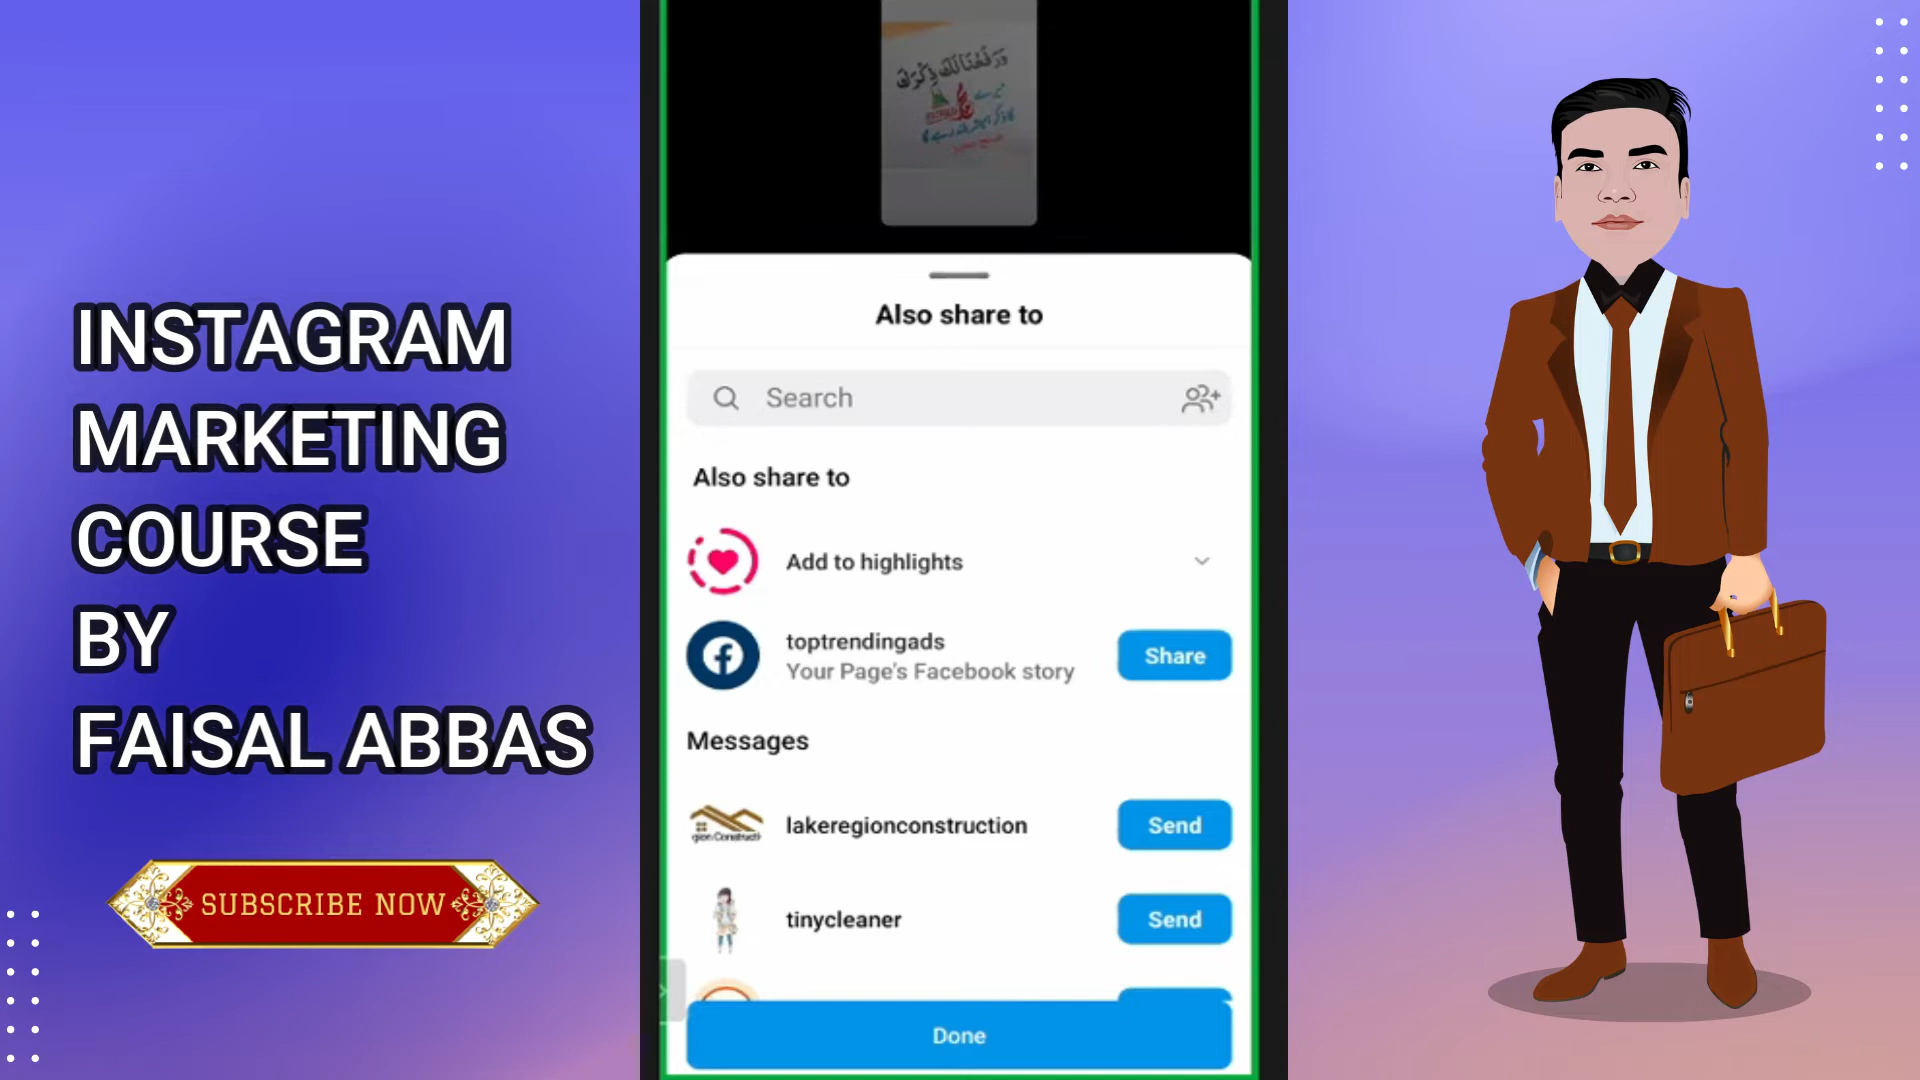 INSTAGRAM
MARKETING
COURSE
BY
FAISAL ABBAS
SUBSCRIBE NOW
Also share to
Search
Also share to
Add to highlights
toptrendingads
Your Page's Facebook story
Share
Messages
lakeregionconstruction
Send
tinycleaner
Send
Done